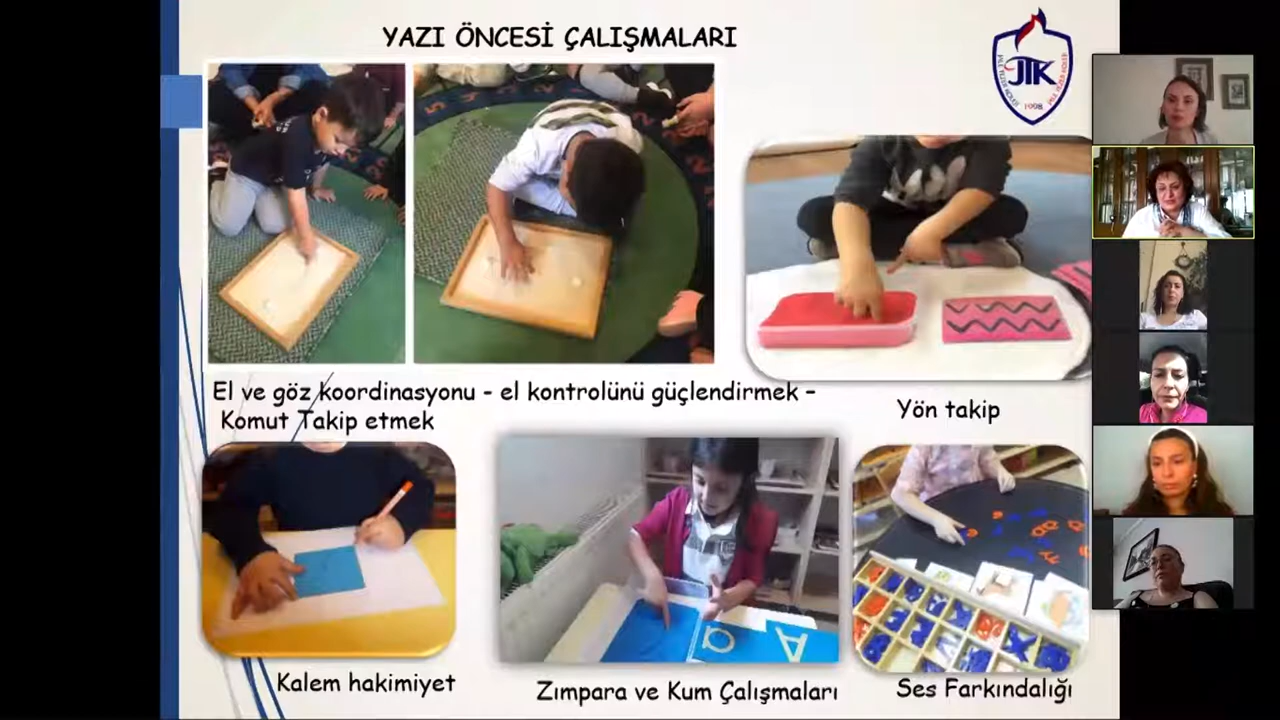 YAZI ÖNCESİ ÇALIŞMALARI
JTK
1998
El ve göz koordinasyonu - el kontrolünü güçlendirmek –
Komut Takip etmek
Yön takip
a
A
Kalem hakimiyet
Zımpara ve Kum Çalışmaları
Ses Farkındalığı